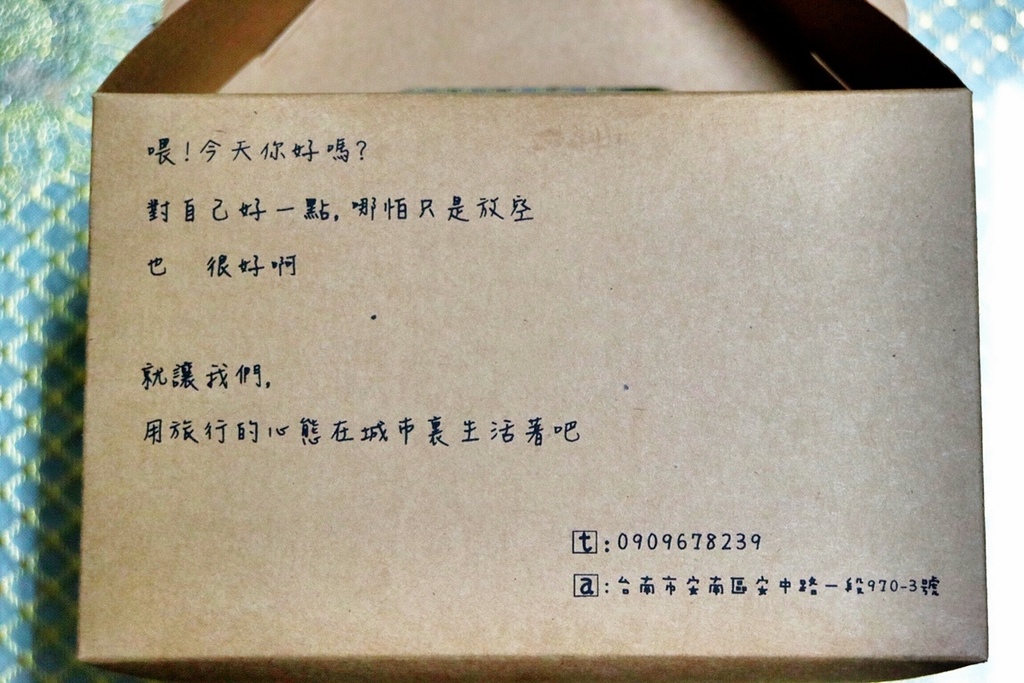 喂!今天你好嗎?
對自己好一點,哪怕只是放空
也 很好啊
就讓我們,
用旅行的心態在城市裏生活著吧
t:0909678239
a:台南市安南區安中路一段970-3號